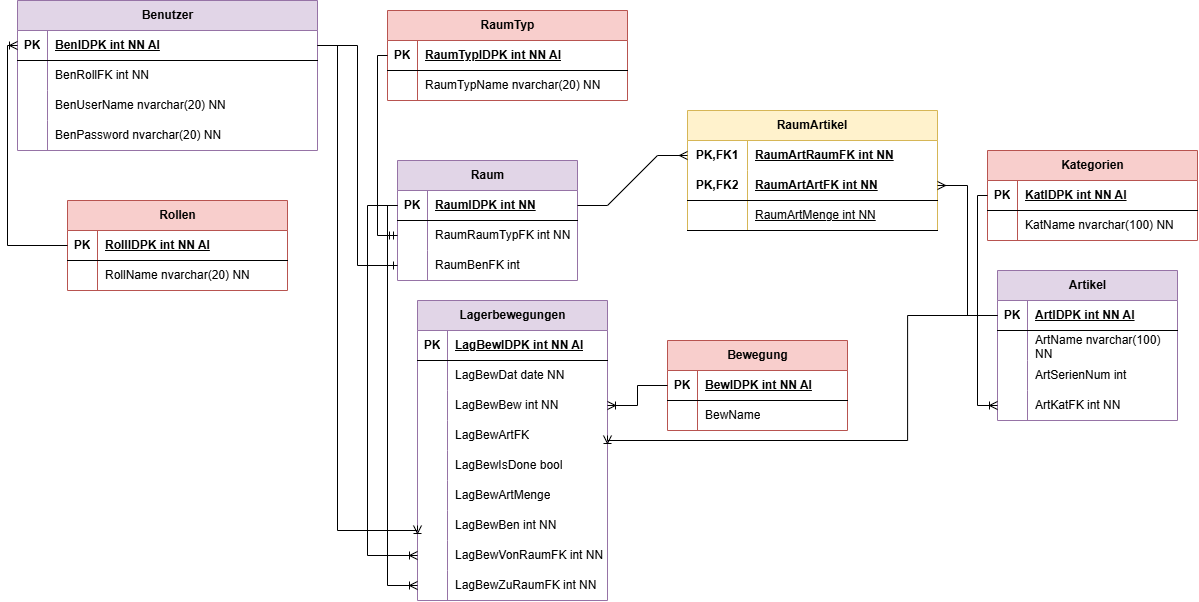 Benutzer
PK BenIDPK int NN AI
BenRollFK int NN
BenUserName nvarchar(20) NN
BenPassword nvarchar(20) NN
RaumTyp
PK RaumTypIDPK int NN AI
RaumTypName nvarchar(20) NN
RaumArtikel
PK,FK1 RaumArtRaumFK int NN
PK,FK2 RaumArtArtFK int NN
RaumArtMenge int NN
Kategorien
PK KatIDPK int NN AI
KatName nvarchar(100) NN
Raum
PK RaumIDPK int NN
RaumRaumTypFK int NN
RaumBenFK int
Rollen
PK RollIDPK int NN AI
RollName nvarchar(20) NN
Artikel
PK ArtIDPK int NN AI
ArtName nvarchar(100)
NN
ArtSerienNum int
ArtKatFK int NN
Lagerbewegungen
PK LagBewIDPK int NN AI
LagBewDat date NN
LagBewBew int NN
LagBewArtFK
LagBewIsDone bool
LagBewArtMenge
LagBewBen int NN
LagBewVonRaumFK int NN
LagBewZuRaumFK int NN
Bewegung
PK BewIDPK int NN AI
BewName